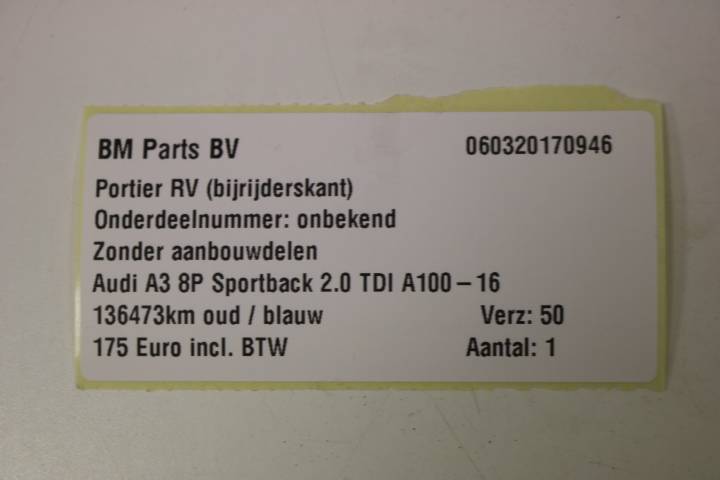 BM Parts BV 060320170946
Portier RV (bijrijderskant)
Onderdeelnummer: onbekend
Zonder aanbouwdelen
Audi A3 8P Sportback 2.0 TDI A100-16
136473km oud / blauw Verz: 50
175 Euro incl. BTW Aantal: 1